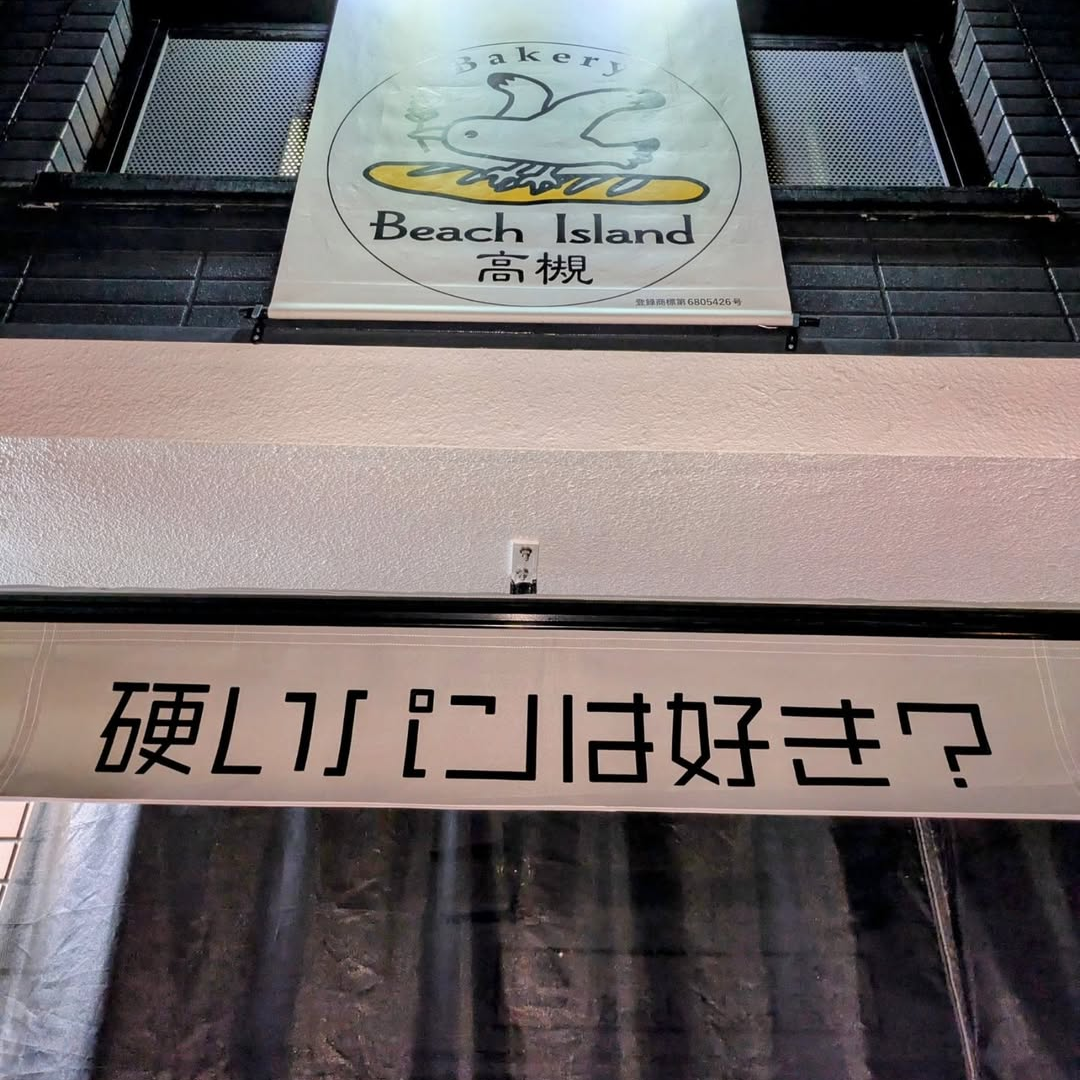 Bakery
Beach Island
高槻
登録商標第6805426号
硬いパンは好き?